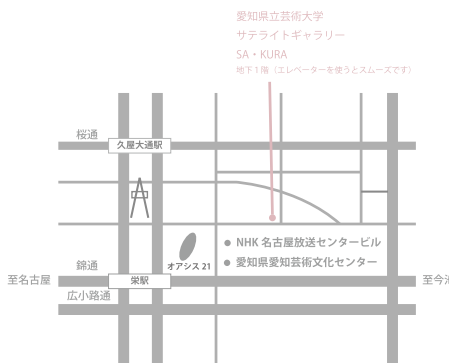 愛知県立芸術大学
サテライトギャラリー
SA・KURA
地下1階（エレベーターを使うとスムーズです）
桜通
久屋大通駅
NHK 名古屋放送センタービル
オアシス21
愛知県愛知芸術文化センター
錦通
至名古屋
栄駅
至今池
広小路通